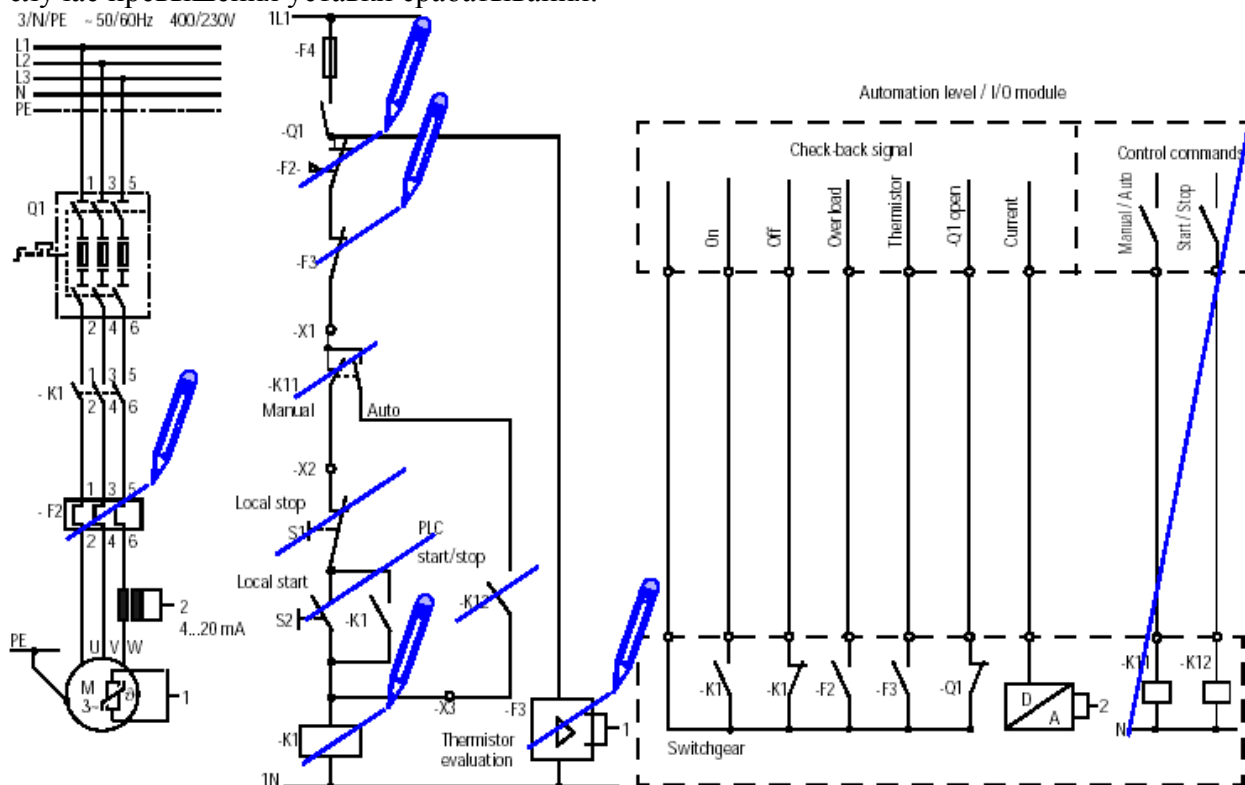 случае превышения уставки срабатывания.
3/N/PE ~ 50/60Hz 400/230V
L1
L2
L3
N
PE
1 3 5
Q1
2 4 6
1 3 5
- K1
2 4 6
1 3 5
- F2
2 4 6
2
4...20 mA
PE
U V W
M
3~
ϑ
1
1L1
-F4
-Q1
-F2-
-F3
-X1
-K11
Manual
Auto
-X2
Local stop
S1
PLC
start/stop
Local start
S2
-K1
-K12
-X3
-K1
-F3
1
Thermistor
evaluation
1N
Automation level / I/O module
Check-back signal
Control commands
On
Off
Overload
Thermistor
-Q1 open
Current
Manual / Auto
Start / Stop
-K1
-K1
-F2
-F3
-Q1
D
A
2
-K11
-K12
N
Switchgear